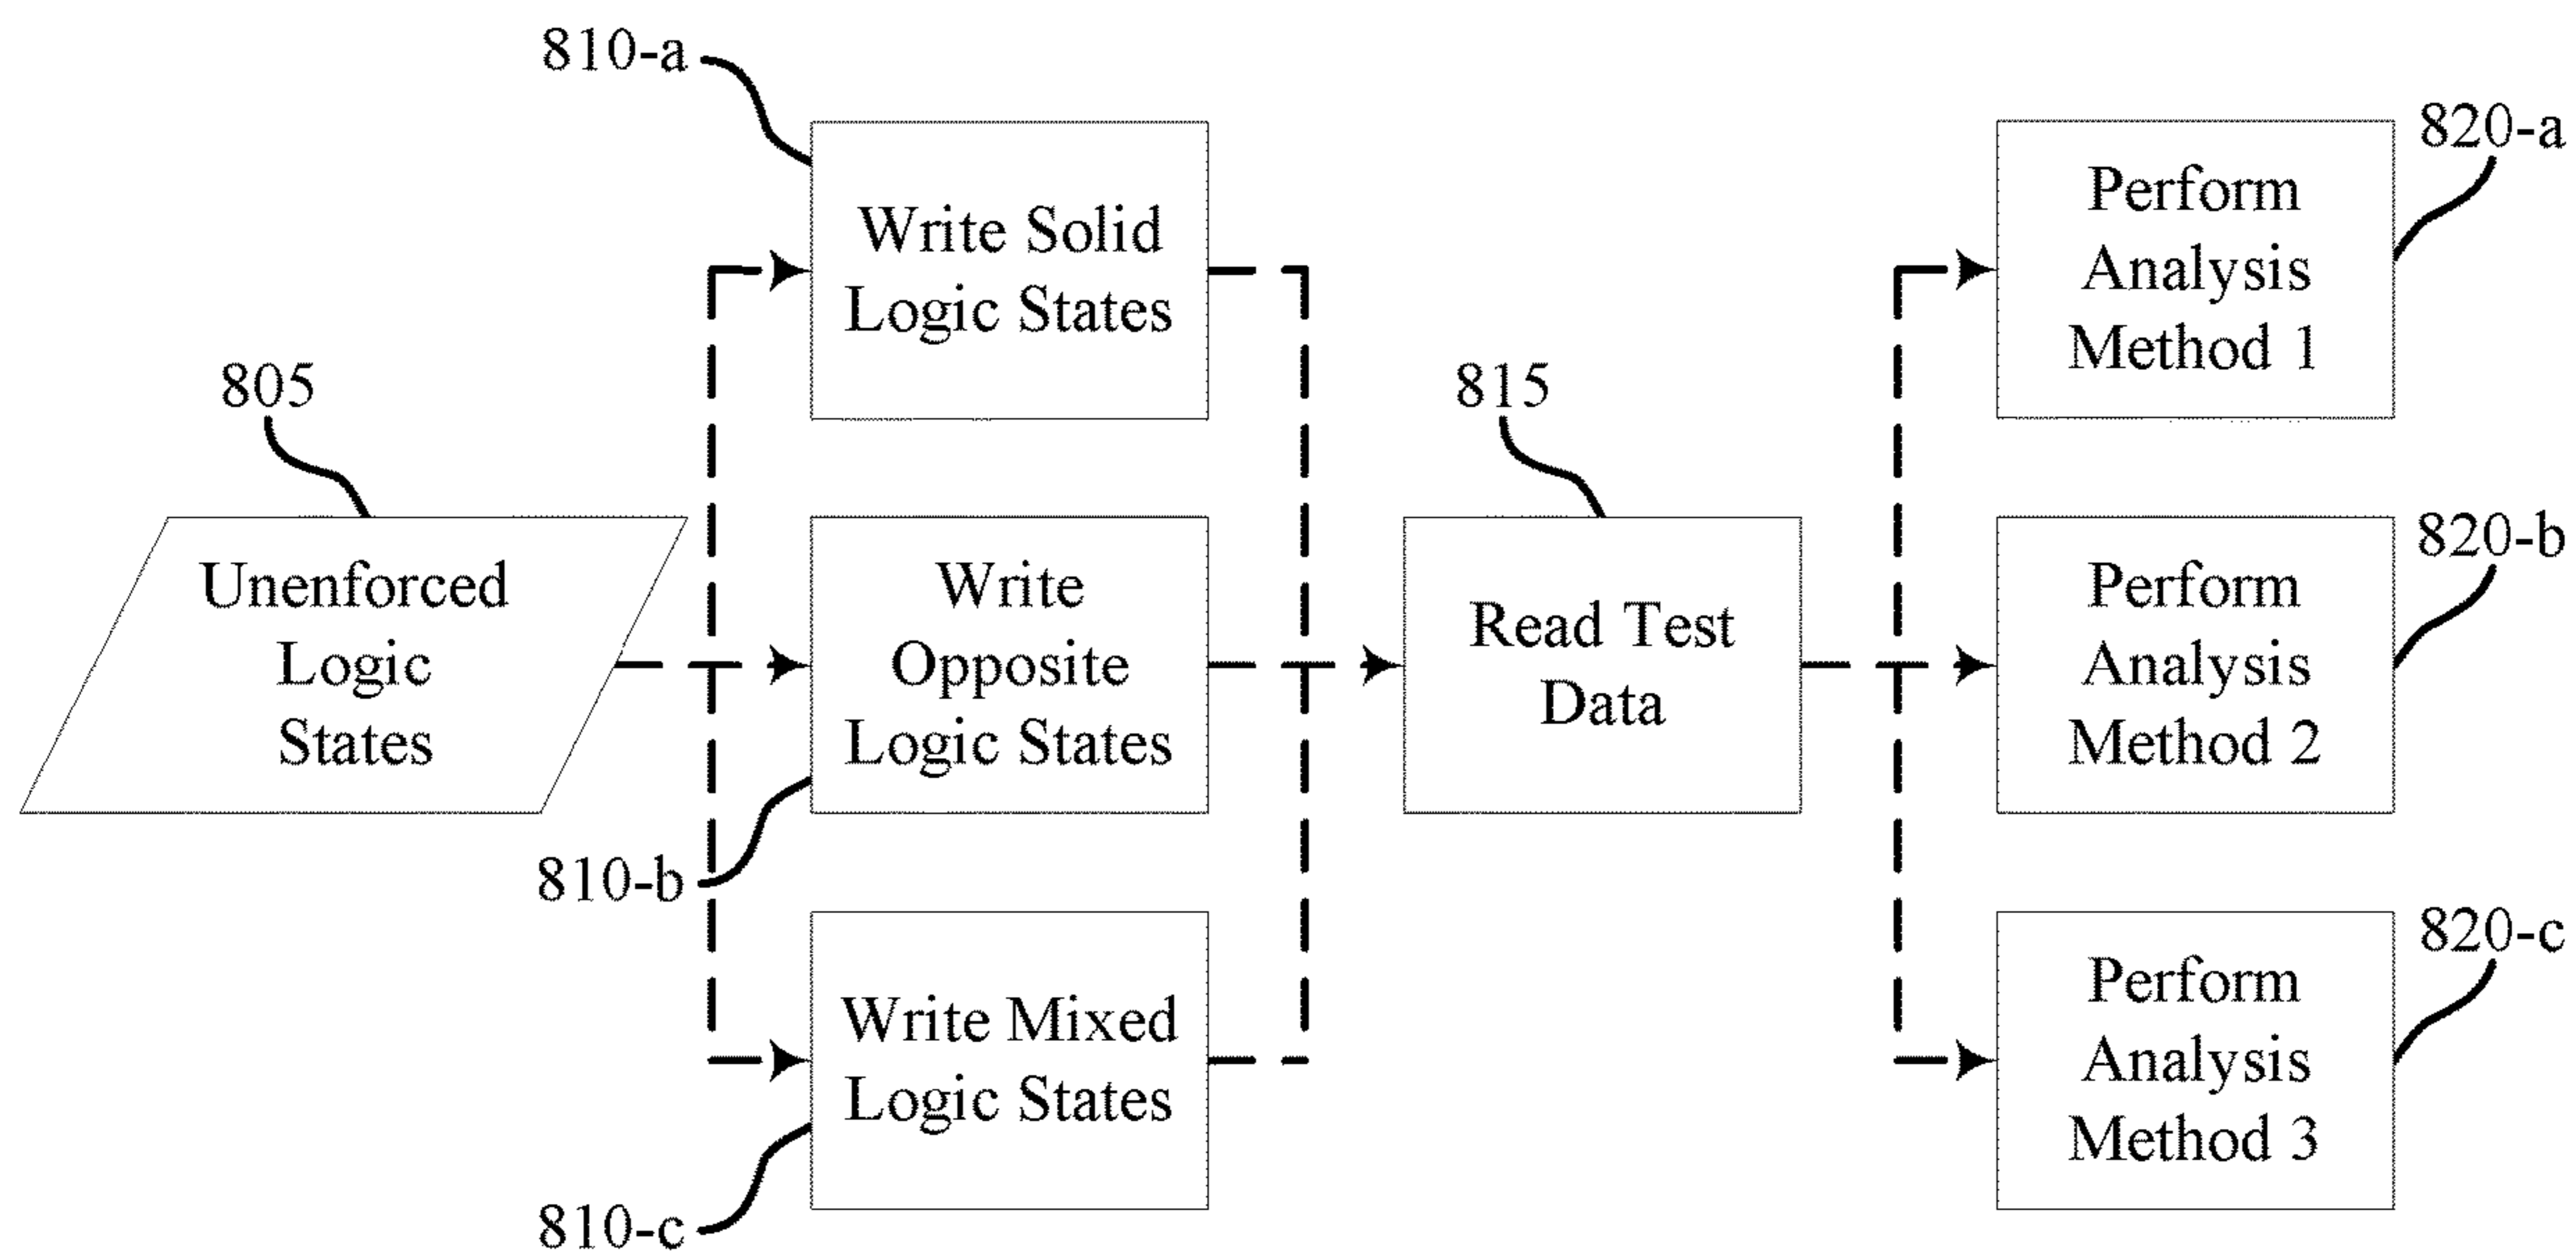 810-a
Write Solid
Logic States
820-a
Perform
Analysis
Method 1
805
Unenforced
Logic
States
810-b
Write
Opposite
Logic States
815
Read Test
Data
820-b
Perform
Analysis
Method 2
810-c
Write Mixed
Logic States
820-c
Perform
Analysis
Method 3